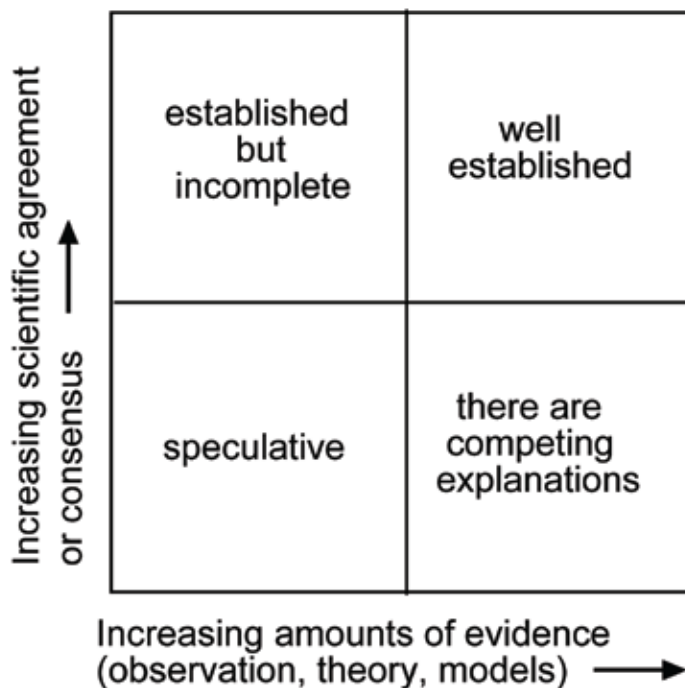 established
but
incomplete
well
established
Increasing scientific agreement
or consensus
speculative
there are
competing
explanations
Increasing amounts of evidence
(observation, theory, models)